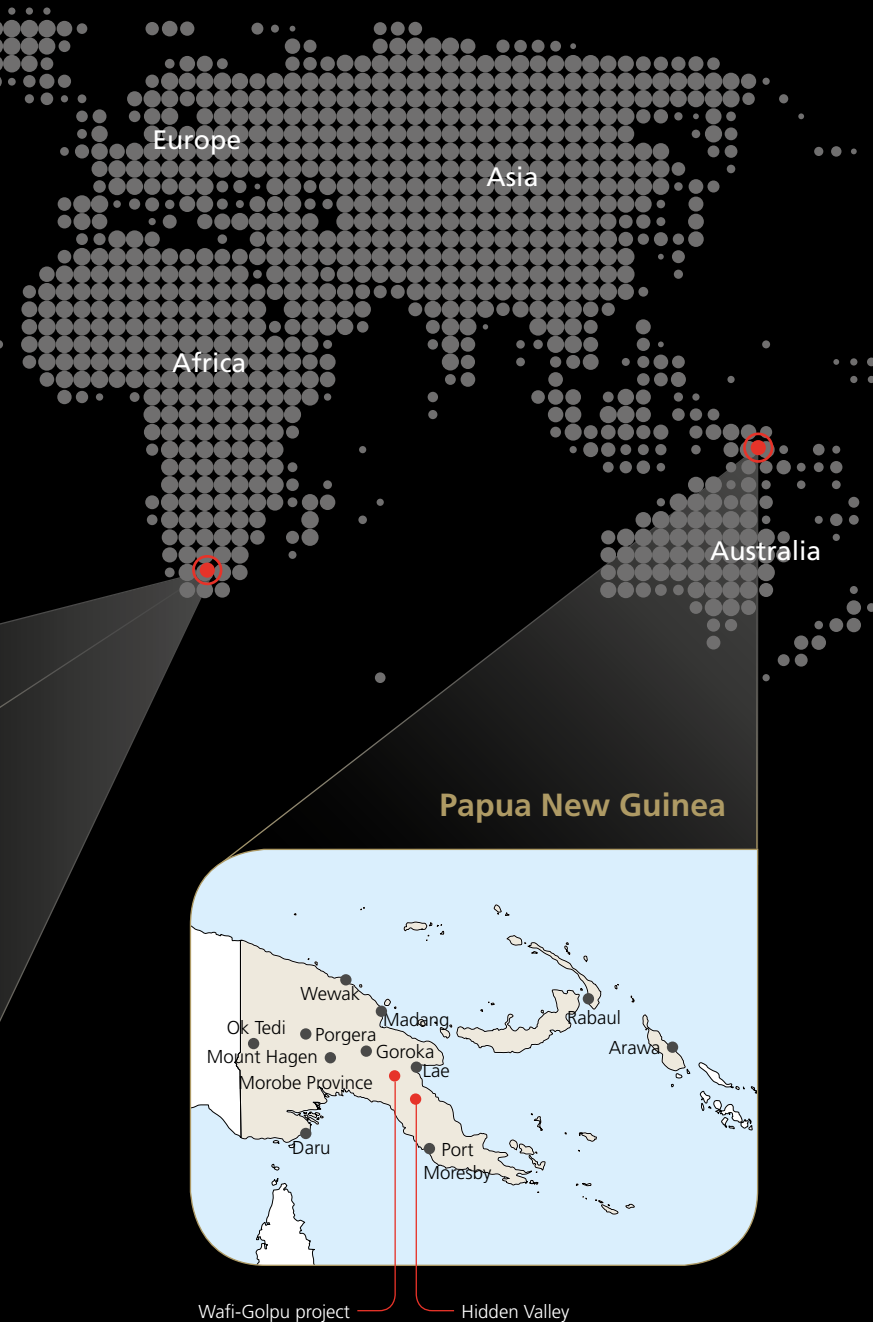 Europe
Asia
Africa
Australia
Papua New Guinea
Wewak
Madang
Rabaul
Ok Tedi
Porgera
Arawa
Mount Hagen
Goroka
Lae
Morobe Province
Daru
Port
Moresby
Wafi-Golpu project
Hidden Valley